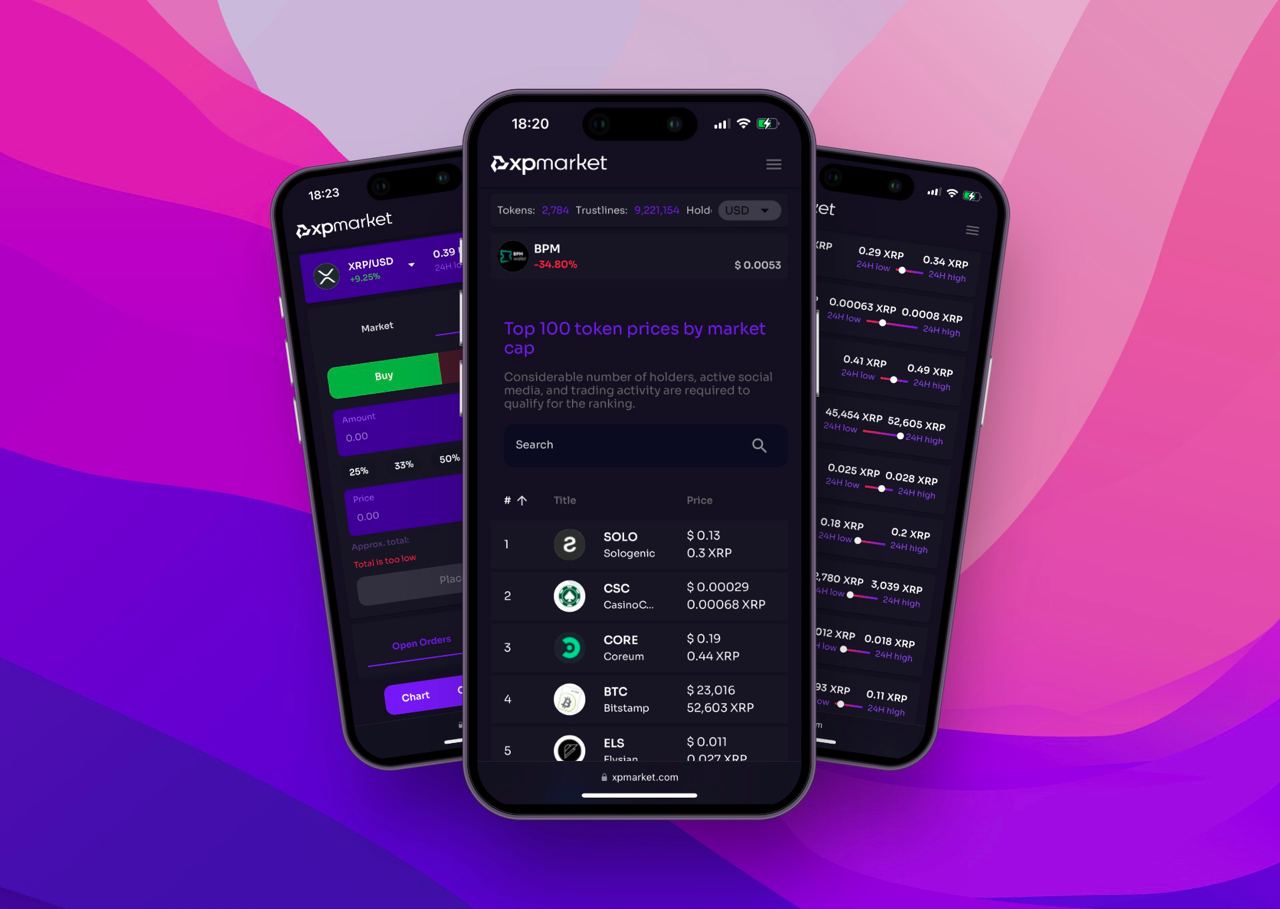 18:23
xpmarket
XRP/USD
+9.25%
0.39
24H lo
Market
Buy
Amount
0.00
25% 33% 50%
Price
0.00
Approx. total:
Total is too low
Plac
Open Orders
Chart
18:20
xpmarket
Tokens: 2,784 Trustlines: 9,221,154 Hold USD
BPM
-34.80%
$ 0.0053
Top 100 token prices by market
cap
Considerable number of holders, active social
media, and trading activity are required to
qualify for the ranking.
Search
# Title Price
1 SOLO $ 0.13
Sologenic 0.3 XRP
2 CSC $ 0.00029
CasinoC... 0.00068 XRP
3 CORE $ 0.19
Coreum 0.44 XRP
4 BTC $ 23,016
Bitstamp 52,603 XRP
5 ELS $ 0.011
Elysian 0.027 XRP
xpmarket.com
et
XRP 0.29 XRP 0.34 XRP
24H low 24H high
0.00063 XRP 0.0008 XRP
24H low 24H high
0.41 XRP 0.49 XRP
24H low 24H high
45,454 XRP 52,605 XRP
24H low 24H high
0.025 XRP 0.028 XRP
24H low 24H high
0.18 XRP 0.2 XRP
24H low 24H high
2,780 XRP 3,039 XRP
24H low 24H high
012 XRP 0.018 XRP
H low 24H high
93 XRP 0.11 XRP
low 24H high
m